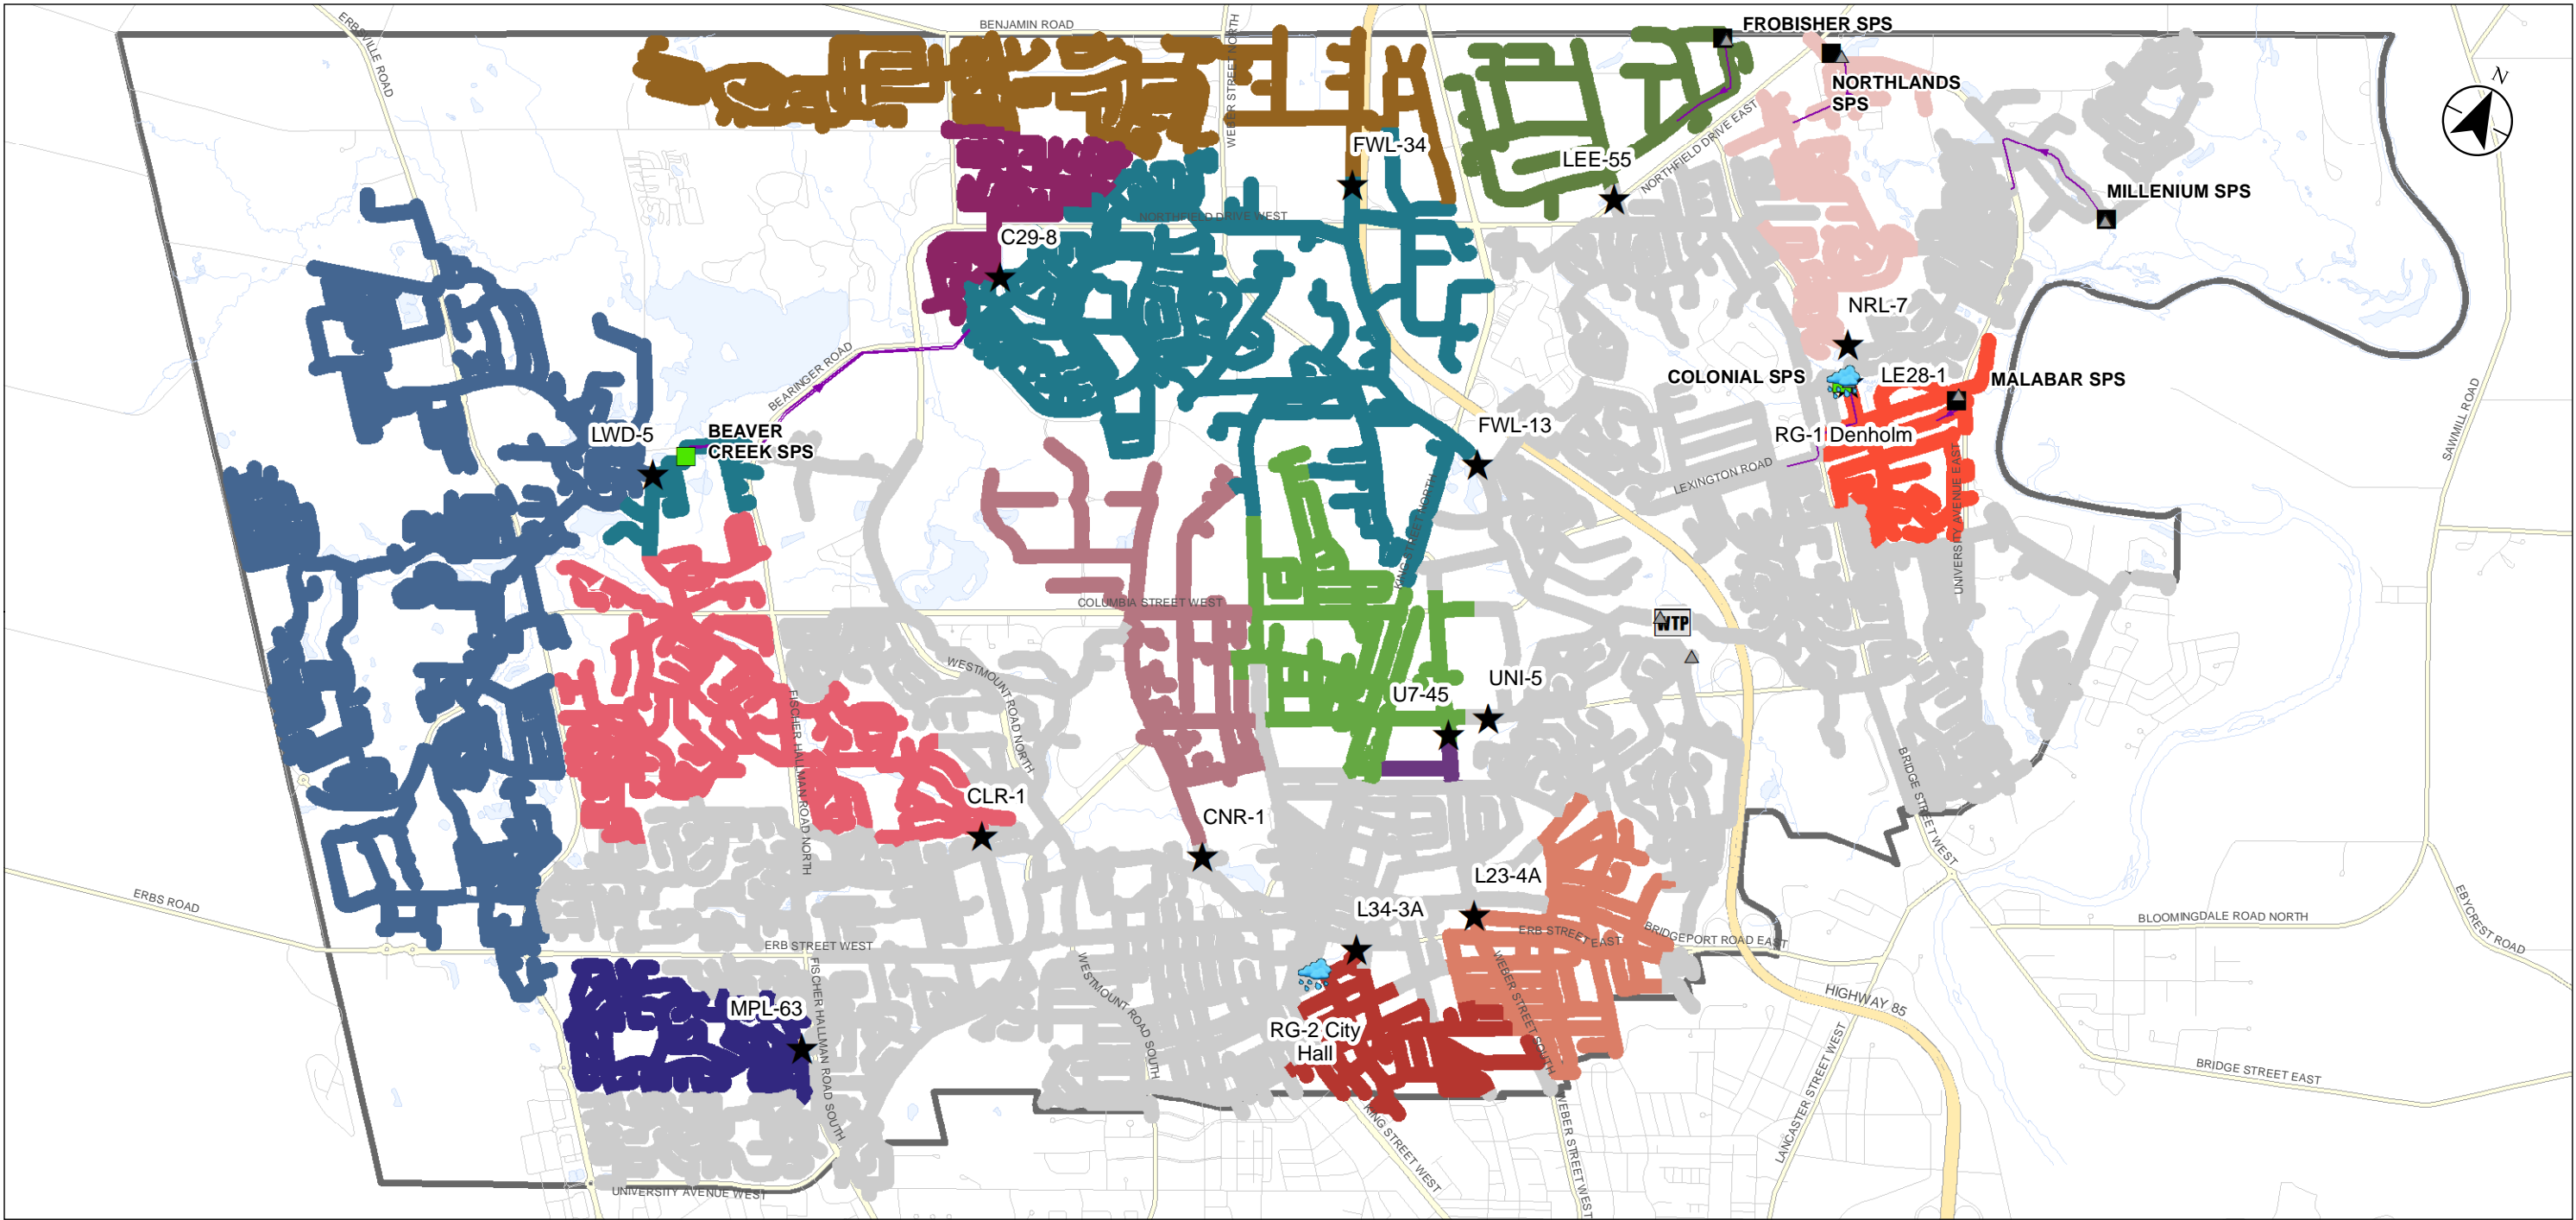 BENJAMIN ROAD
ERBSVILLE ROAD
WEBER STREET NORTH
FROBISHER SPS
NORTHLANDS
SPS
N
FWL-34
LEE-55
NORTHFIELD DRIVE EAST
MILLENIUM SPS
NORTHFIELD DRIVE WEST
C29-8
NRL-7
BEARINGER ROAD
COLONIAL SPS
LE28-1
MALABAR SPS
SAWMILL ROAD
LWD-5
BEAVER
CREEK SPS
FWL-13
RG-1 Denholm
LEXINGTON ROAD
KING STREET NORTH
UNIVERSITY AVENUE EAST
COLUMBIA STREET WEST
WTP
WESTMOUNT ROAD NORTH
UNI-5
U7-45
FISCHER HALLMAN ROAD NORTH
CLR-1
CNR-1
BRIDGE STREET WEST
L23-4A
ERBS ROAD
L34-3A
ERB STREET EAST
BRIDGEPORT ROAD EAST
BLOOMINGDALE ROAD NORTH
EBYCREST ROAD
ERB STREET WEST
WESTMOUNT ROAD SOUTH
WEBER STREET SOUTH
HIGHWAY 85
MPL-63
FISCHER HALLMAN ROAD SOUTH
RG-2 City
Hall
LANCASTER STREET WEST
BRIDGE STREET EAST
KING STREET WEST
WEBER STREET WEST
UNIVERSITY AVENUE WEST